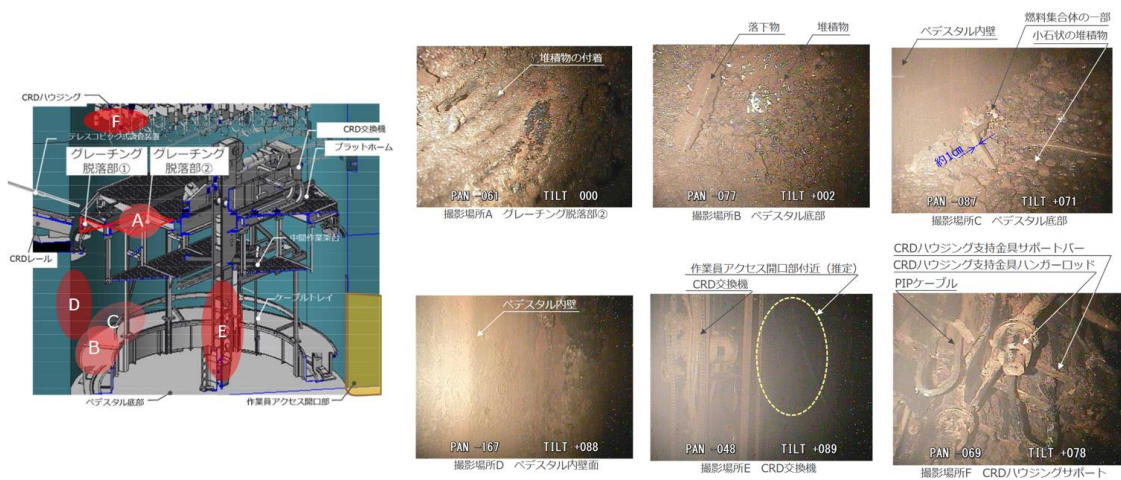 CRDハウジング
F
テレスコピック式調査装置
グレーチング
脱落部①
グレーチング
脱落部②
CRD交換機
プラットホーム
A
CRDレール
中間作業架台
D
C
B
E
ケーブルトレイ
ペデスタル底部
作業員アクセス開口部
堆積物の付着
PAN -061 TILT 000
撮影場所A グレーチング脱落部②
落下物
堆積物
PAN -077 TILT +002
撮影場所B ペデスタル底部
ペデスタル内壁
燃料集合体の一部
小石状の堆積物
約1cm
PAN -087 TILT +071
撮影場所C ペデスタル底部
ペデスタル内壁
PAN -167 TILT +088
撮影場所D ペデスタル内壁面
作業員アクセス開口部付近（推定）
CRD交換機
PAN -048 TILT +089
撮影場所E CRD交換機
CRDハウジング支持金具サポートバー
CRDハウジング支持金具ハンガーロッド
PIPケーブル
PAN -069 TILT +078
撮影場所F CRDハウジングサポート